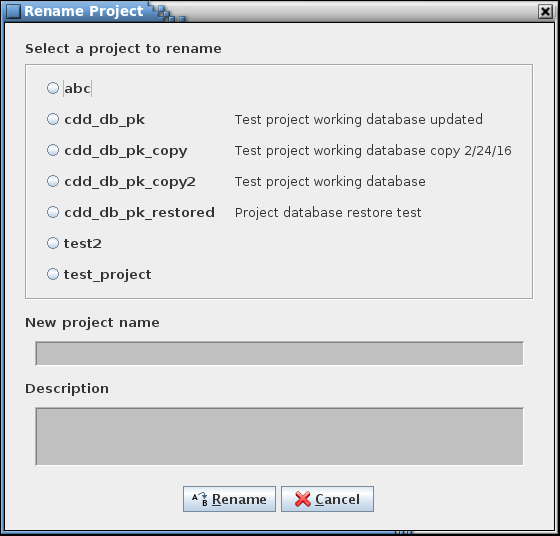 Rename Project
Select a project to rename
abc
cdd_db_pk Test project working database updated
cdd_db_pk_copy Test project working database copy 2/24/16
cdd_db_pk_copy2 Test project working database
cdd_db_pk_restored Project database restore test
test2
test_project
New project name
Description
A B Rename Cancel